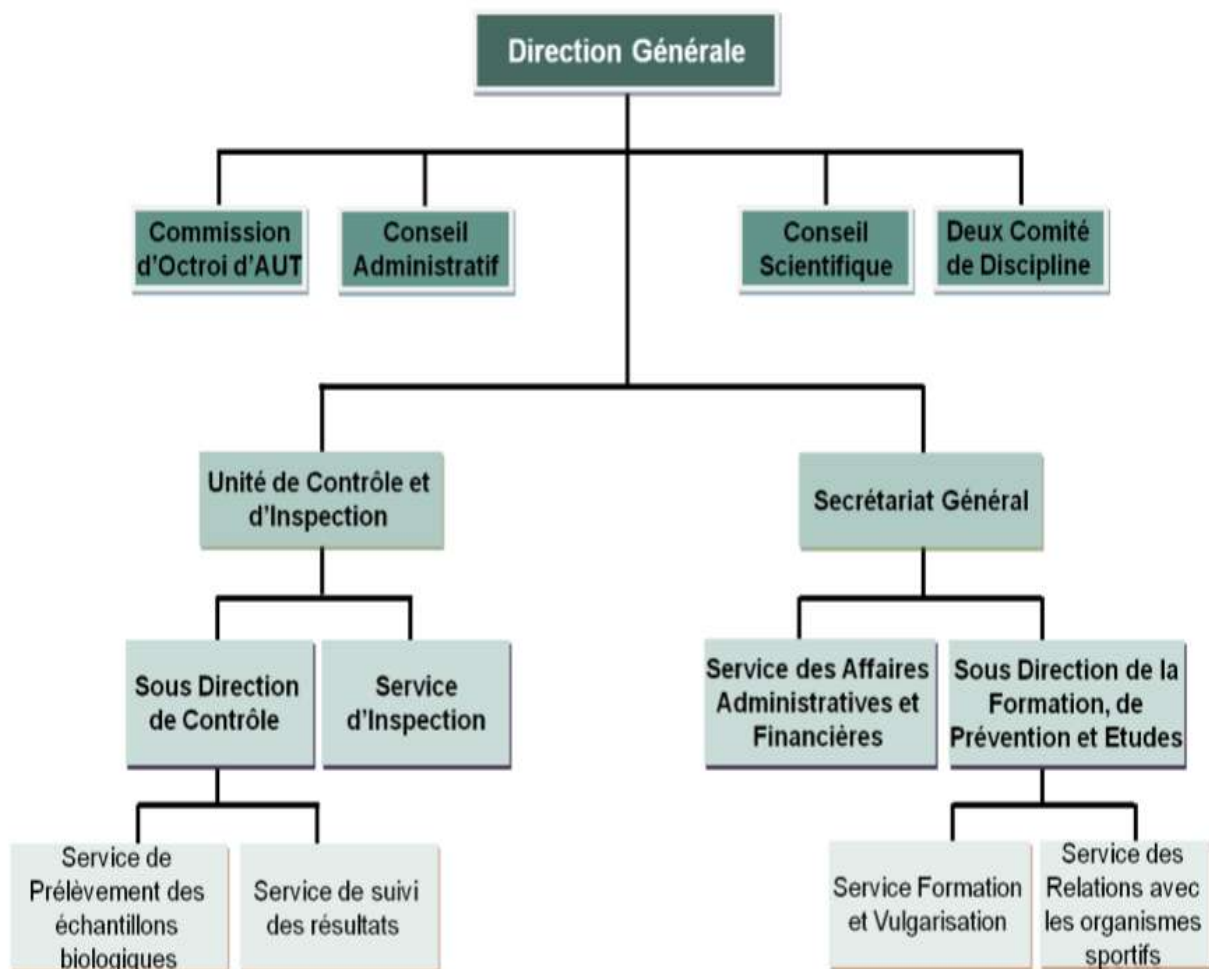 Direction Générale
Commission
d'Octroi d'AUT
Conseil
Administratif
Conseil
Scientifique
Deux Comité
de Discipline
Unité de Contrôle et
d'Inspection
Secrétariat Général
Sous Direction
de Contrôle
Service
d'Inspection
Service des Affaires
Administratives et
Financières
Sous Direction de la
Formation, de
Prévention et Etudes
Service de
Prélèvement des
échantillons
biologiques
Service de suivi
des résultats
Service Formation
et Vulgarisation
Service des
Relations avec
les organismes
sportifs